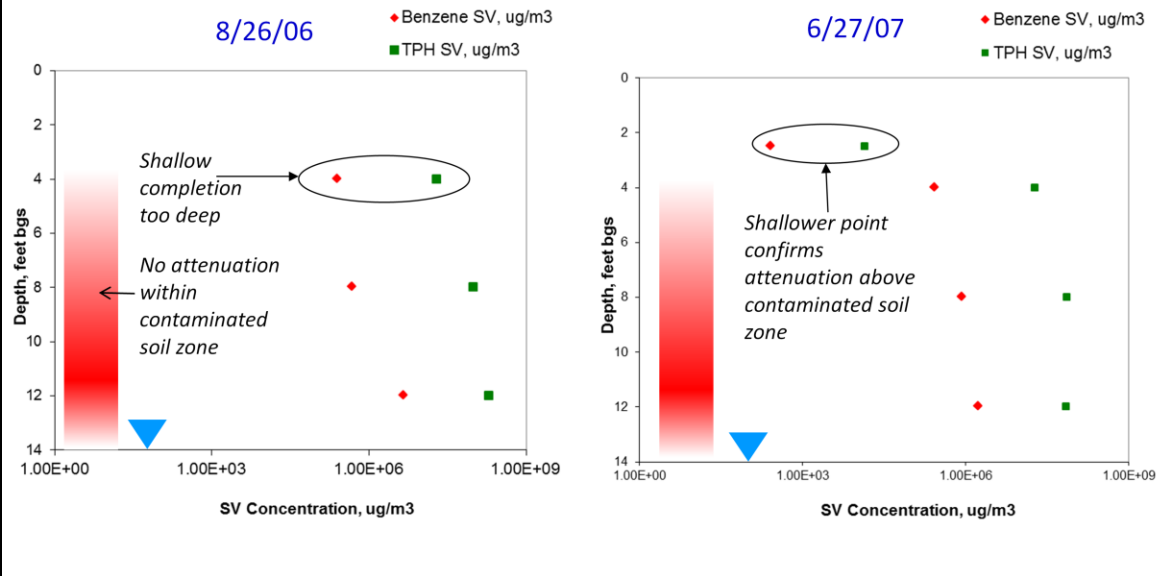 8/26/06
Benzene SV, ug/m3
TPH SV, ug/m3
0
2
4
6
8
10
12
14
Depth, feet bgs
Shallow
completion
too deep
No attenuation
within
contaminated
soil zone
1.00E+00
1.00E+03
1.00E+06
1.00E+09
SV Concentration, ug/m3
6/27/07
Benzene SV, ug/m3
TPH SV, ug/m3
0
2
4
6
8
10
12
14
Depth, feet bgs
Shallower point
confirms
attenuation above
contaminated soil
zone
1.00E+00
1.00E+03
1.00E+06
1.00E+09
SV Concentration, ug/m3